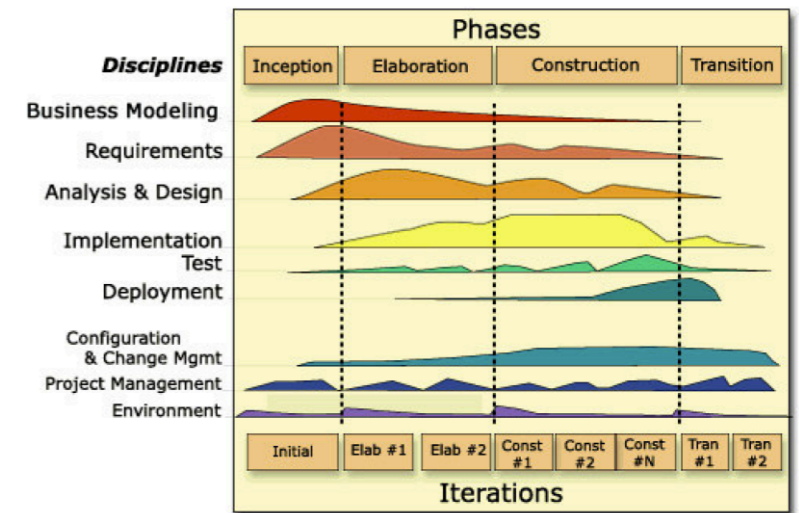 Phases
Disciplines
Inception
Elaboration
Construction
Transition
Business Modeling
Requirements
Analysis & Design
Implementation
Test
Deployment
Configuration
& Change Mgmt
Project Management
Environment
Initial
Elab #1
Elab #2
Const
#1
Const
#2
Const
#N
Tran
#1
Tran
#2
Iterations